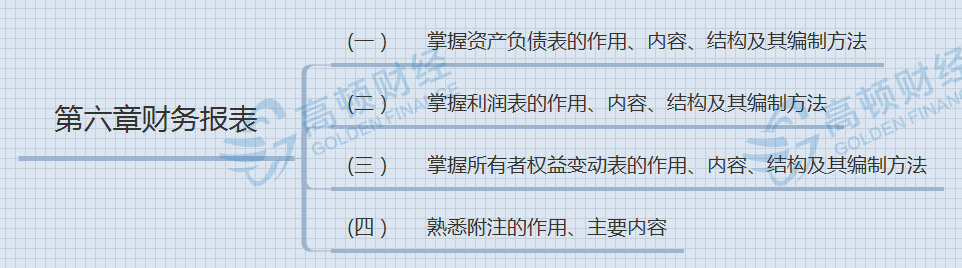 第六章财务报表
(一) 掌握资产负债表的作用、内容、结构及其编制方法
(二) 掌握利润表的作用、内容、结构及其编制方法
(三) 掌握所有者权益变动表的作用、内容、结构及其编制方法
(四) 熟悉附注的作用、主要内容
高顿财经
GOLDEN FINANCE
高顿财经
GOLDEN FINANC